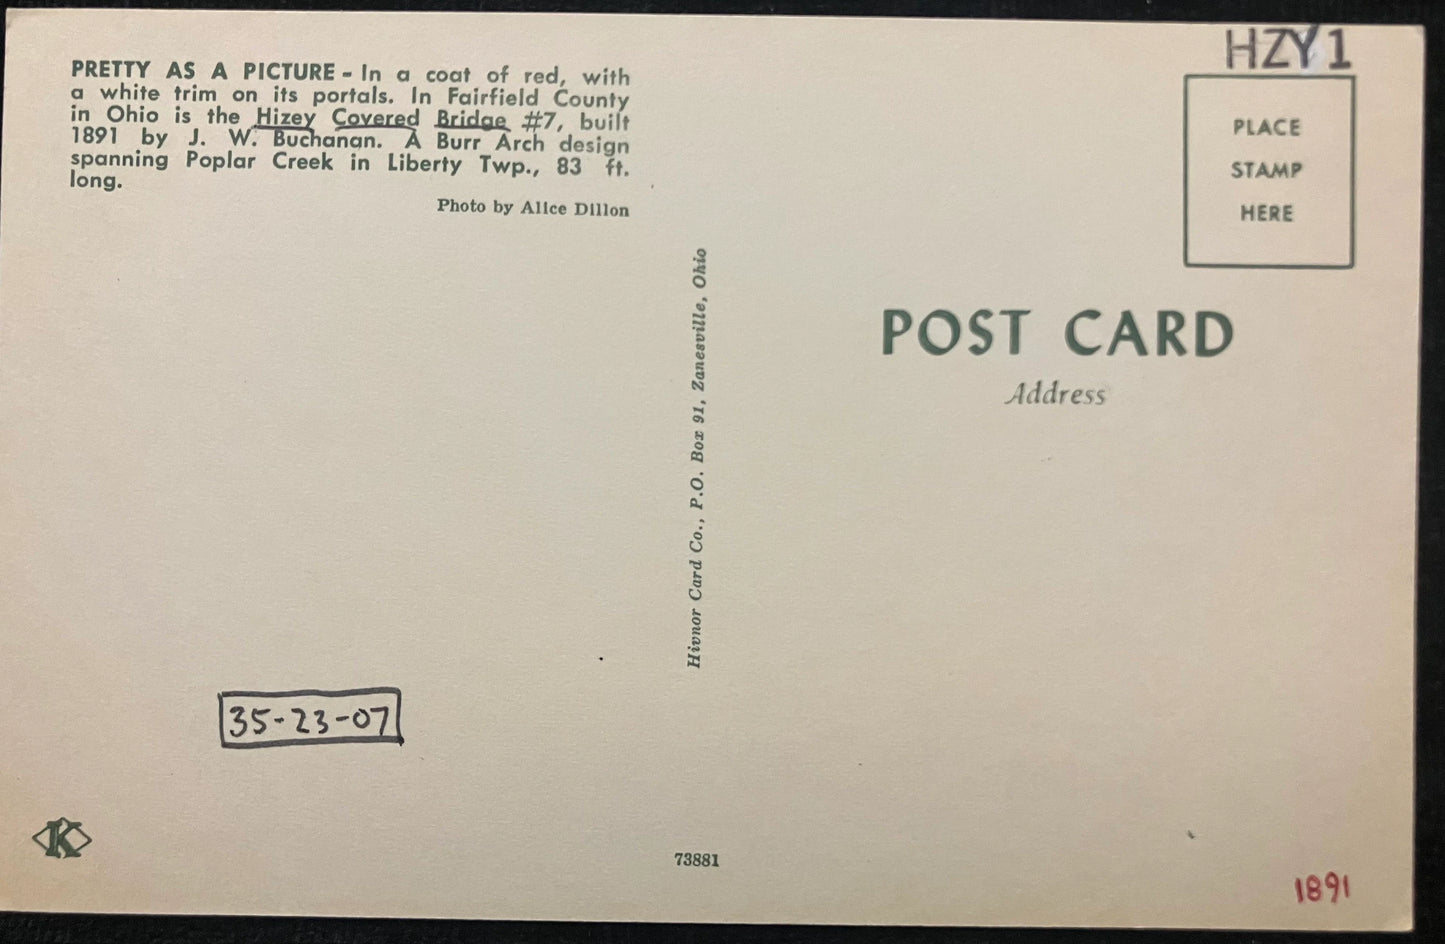 HZY 1
PRETTY AS A PICTURE - In a coat of red, with
a white trim on its portals. In Fairfield County
in Ohio is the Hizey Covered Bridge #7, built
1891 by J. W. Buchanan. A Burr Arch design
spanning Poplar Creek in Liberty Twp., 83 ft.
long.
Photo by Alice Dillon
PLACE
STAMP
HERE
POST CARD
Address
Hivnor Card Co., P.O. Box 91, Zanesville, Ohio
35-23-07
K
73881
1891